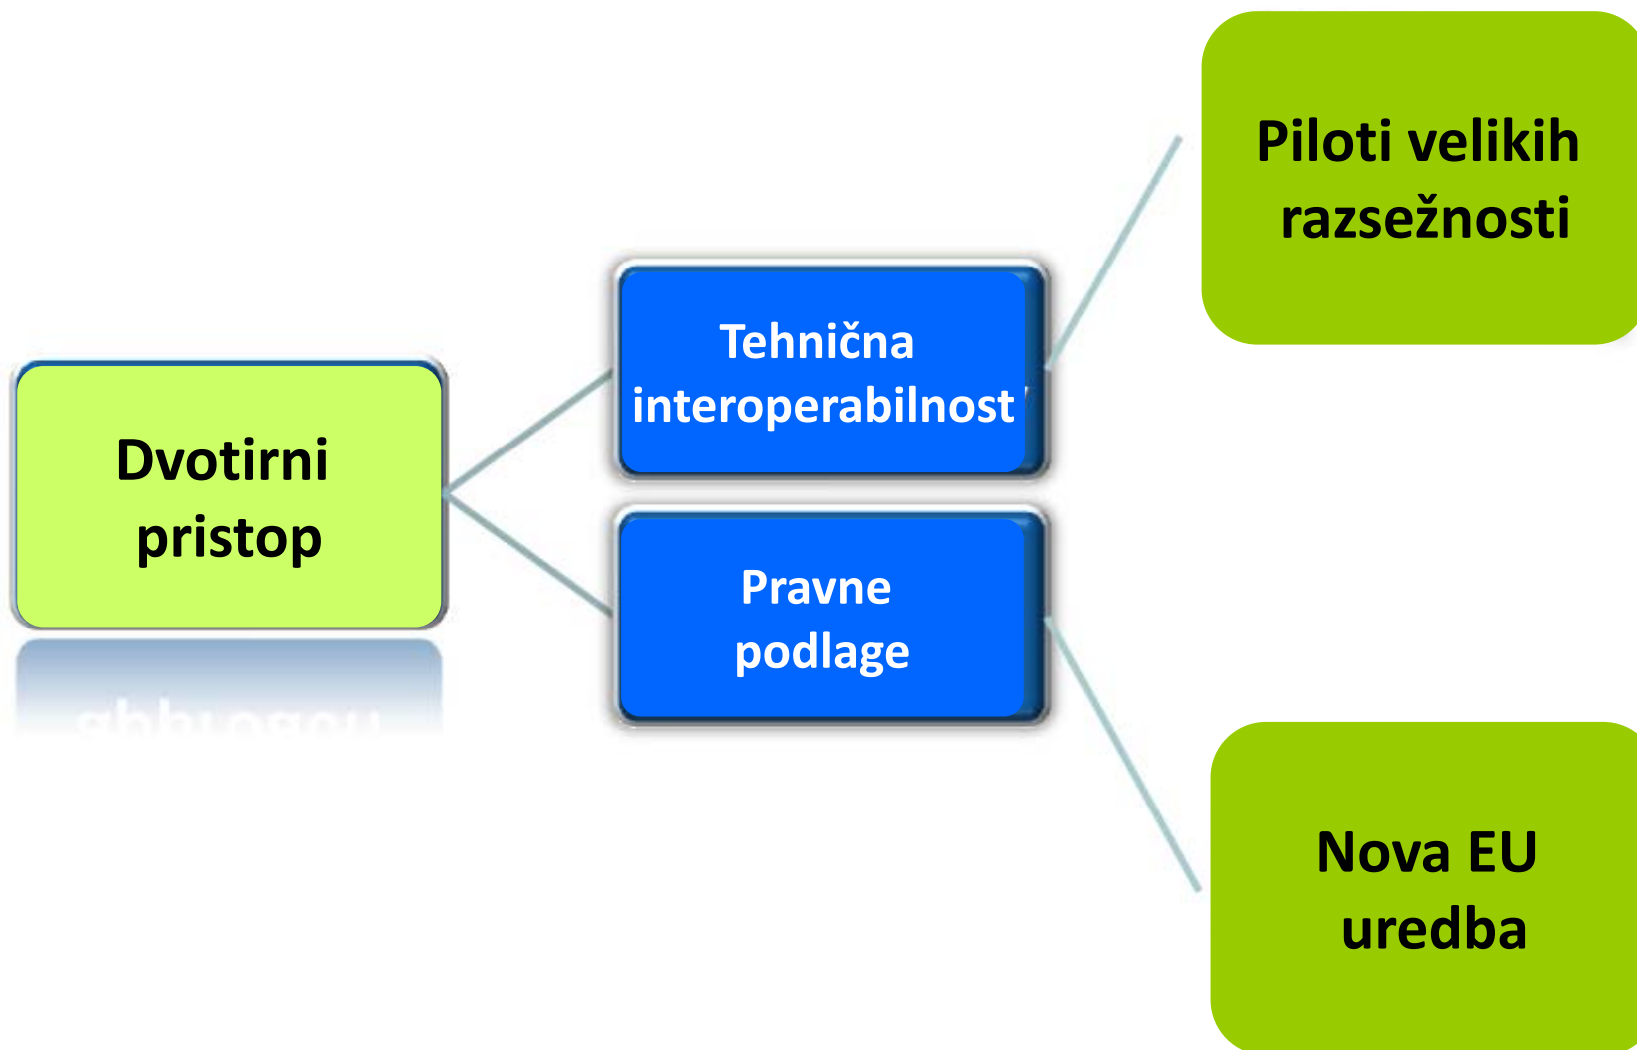 Piloti velikih
razsežnosti
Tehnična
interoperabilnost
Dvotirni
pristop
Pravne
podlage
Nova EU
uredba